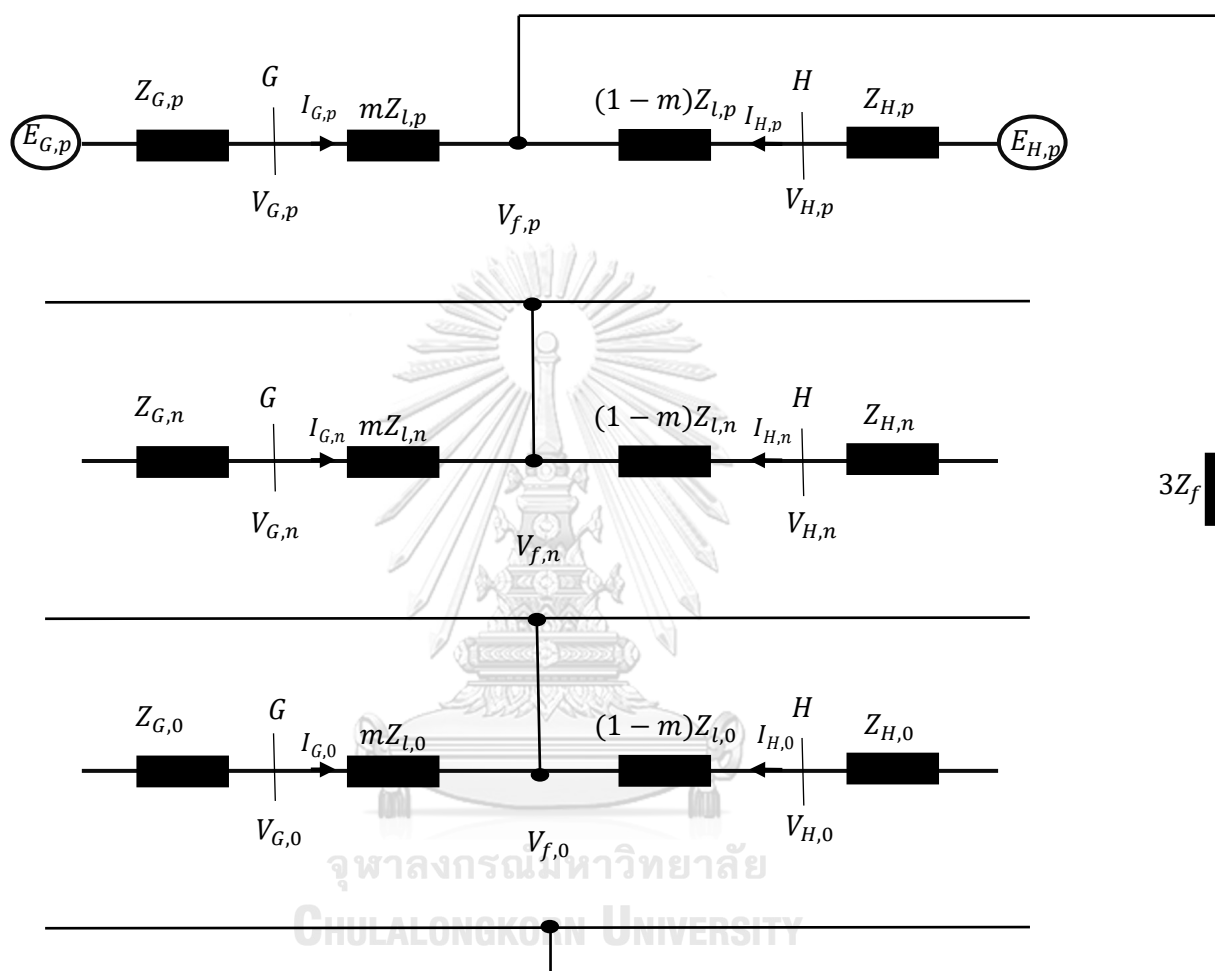 G
H
Z_{G,p}
I_{G,p}
mZ_{l,p}
(1 − m)Z_{l,p}
I_{H,p}
Z_{H,p}
E_{G,p}
E_{H,p}
V_{G,p}
V_{H,p}
V_{f,p}
G
H
Z_{G,n}
I_{G,n}
mZ_{l,n}
(1 − m)Z_{l,n}
I_{H,n}
Z_{H,n}
3Z_f
V_{G,n}
V_{H,n}
V_{f,n}
G
H
Z_{G,0}
I_{G,0}
mZ_{l,0}
(1 − m)Z_{l,0}
I_{H,0}
Z_{H,0}
V_{G,0}
V_{H,0}
V_{f,0}
จุฬาลงกรณ์มหาวิทยาลัย
CHULALONGKORN UNIVERSITY